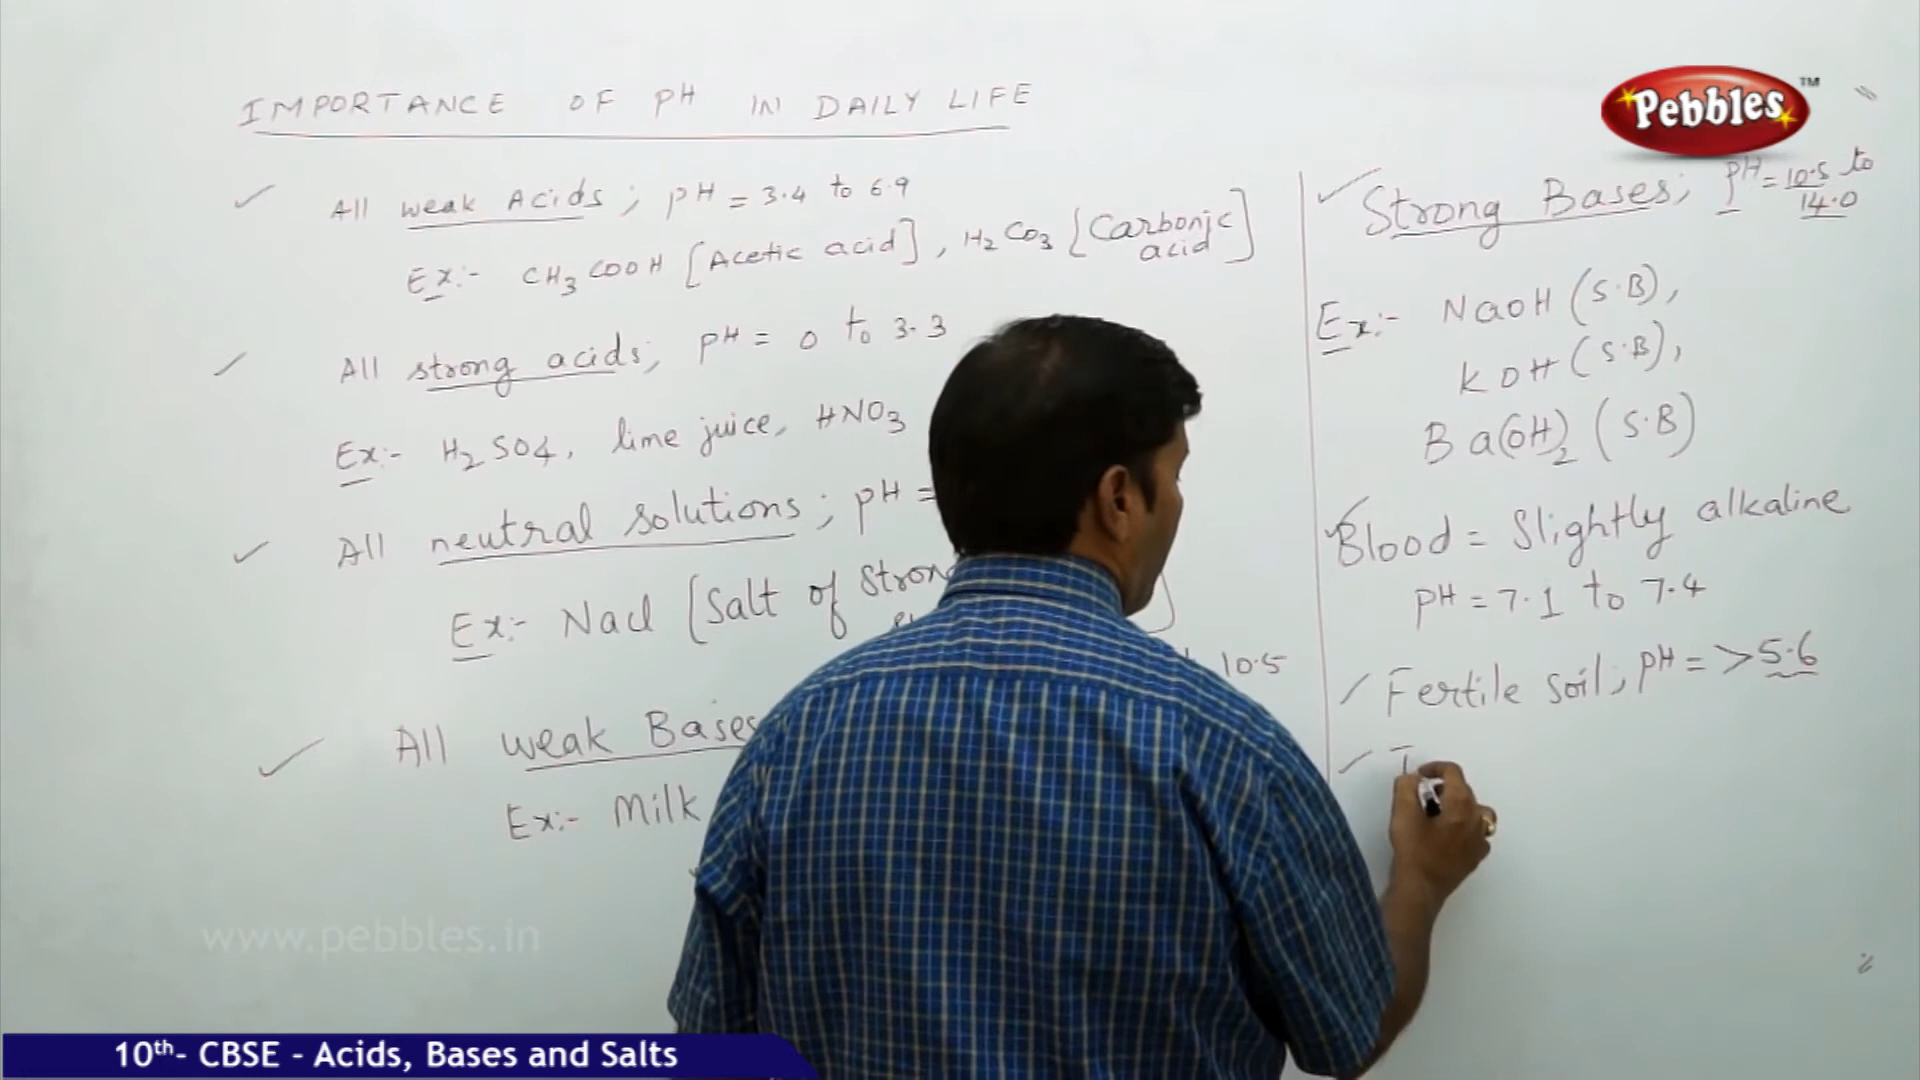 IMPORTANCE OF PH IN DAILY LIFE
All weak Acids ; pH = 3.4 to 6.9
Ex:- CH3COOH [Acetic acid], H2CO3 [Carbonic acid]
All strong acids; pH = 0 to 3.3
Ex:- H2SO4, lime juice, HNO3
All neutral solutions ; pH =
Ex:- NaCl [Salt of
All weak Bases
10.5
Ex:- Milk
Strong Bases; pH = 10.5 to 14.0
Ex:- NaOH (S.B),
KOH (S.B),
Ba(OH)2 (S.B)
Blood = Slightly alkaline
PH = 7.1 to 7.4
Fertile soil; pH = >5.6
Pebbles™
www.pebbles.in
10th- CBSE - Acids, Bases and Salts